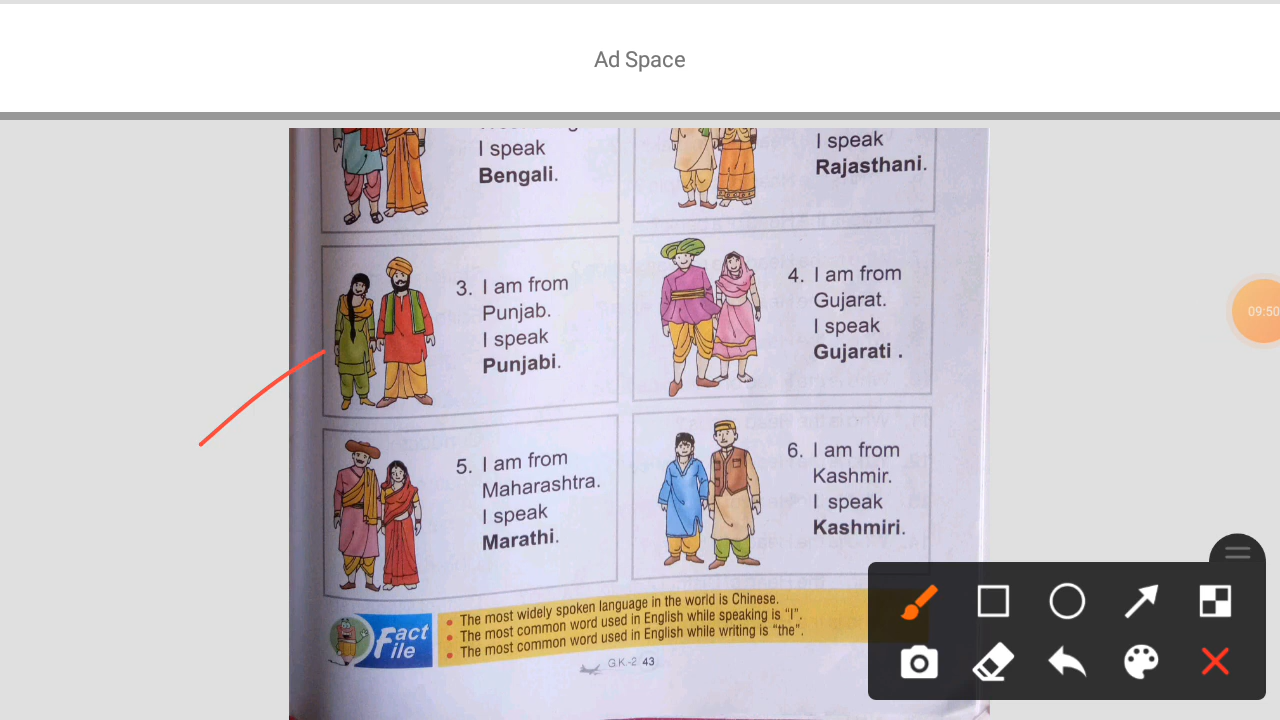 Ad Space
I speak
Bengali.
I speak
Rajasthani.
3. I am from
Punjab.
I speak
Punjabi.
4. I am from
Gujarat.
I speak
Gujarati .
5. I am from
Maharashtra.
I speak
Marathi.
6. I am from
Kashmir.
I speak
Kashmiri.
Fact
File
• The most widely spoken language in the world is Chinese.
• The most common word used in English while speaking is “I”.
• The most common word used in English while writing is “the”.
G.K.-2 43
09:50